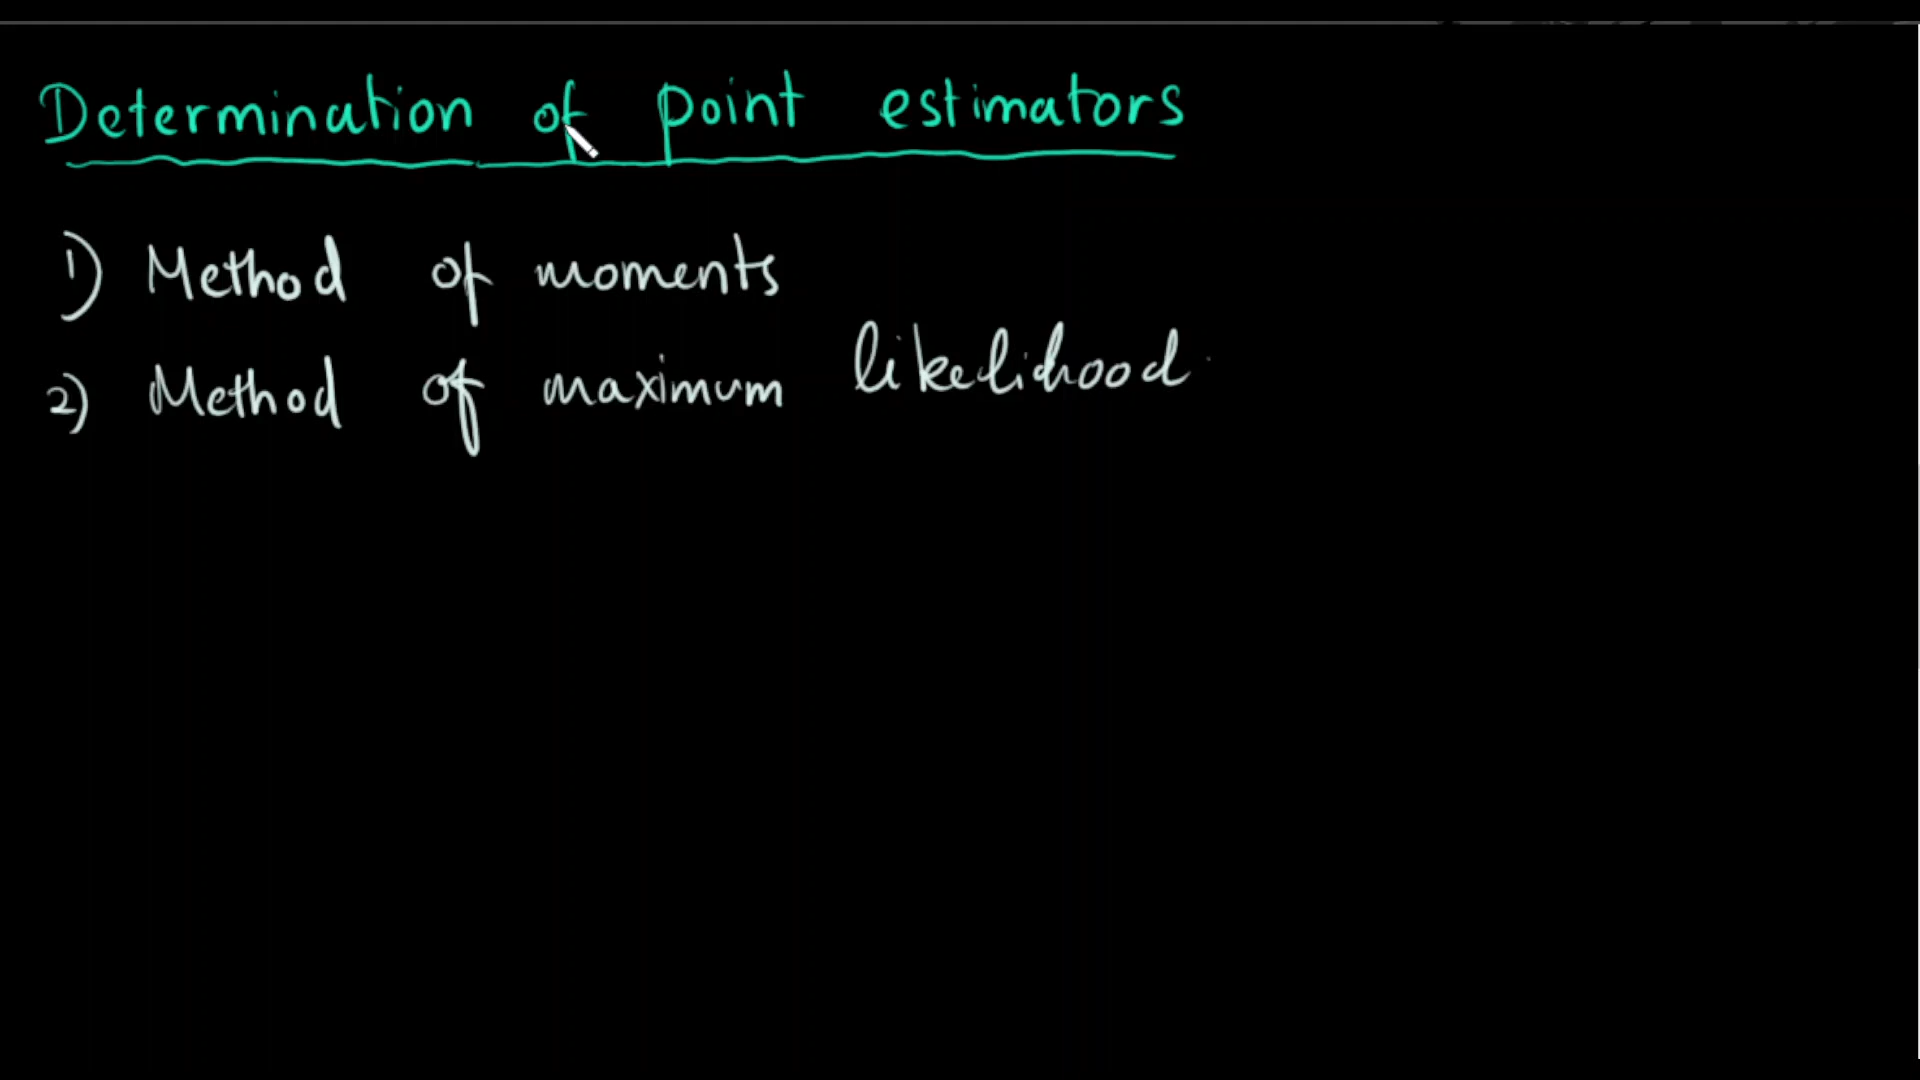 Determination of point estimators
1) Method of moments
2) Method of maximum likelihood